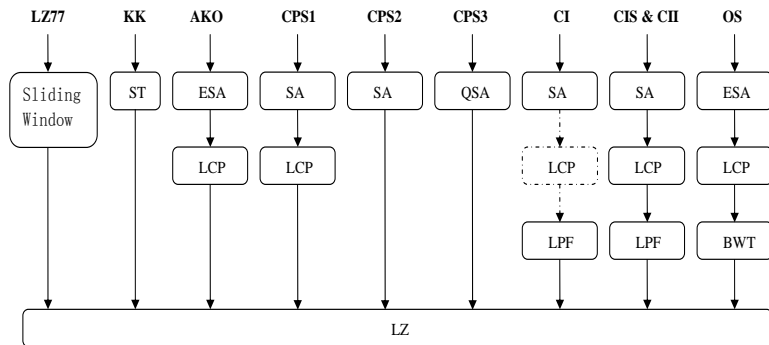 LZ77 KK AKO CPS1 CPS2 CPS3 CI CIS & CII OS
Sliding Window ST ESA SA SA QSA SA SA ESA
LCP LCP LCP LCP LCP
LPF LPF BWT
LZ